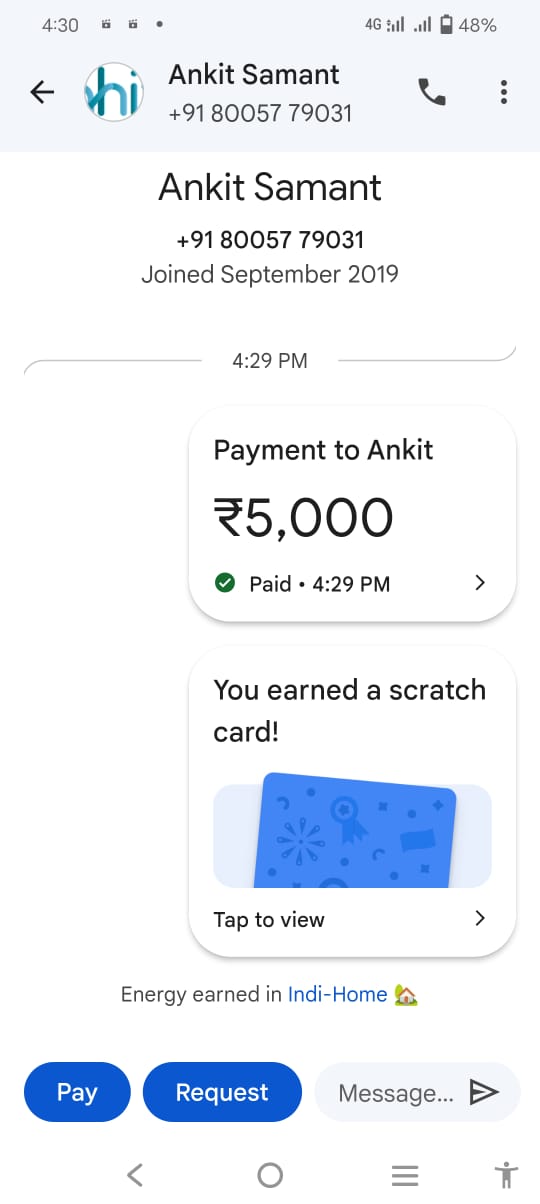 4:30
4G 48%
Ankit Samant
+91 80057 79031
Ankit Samant
+91 80057 79031
Joined September 2019
4:29 PM
Payment to Ankit
₹5,000
Paid • 4:29 PM
You earned a scratch
card!
Tap to view
Energy earned in Indi-Home 🏡
Pay
Request
Message...